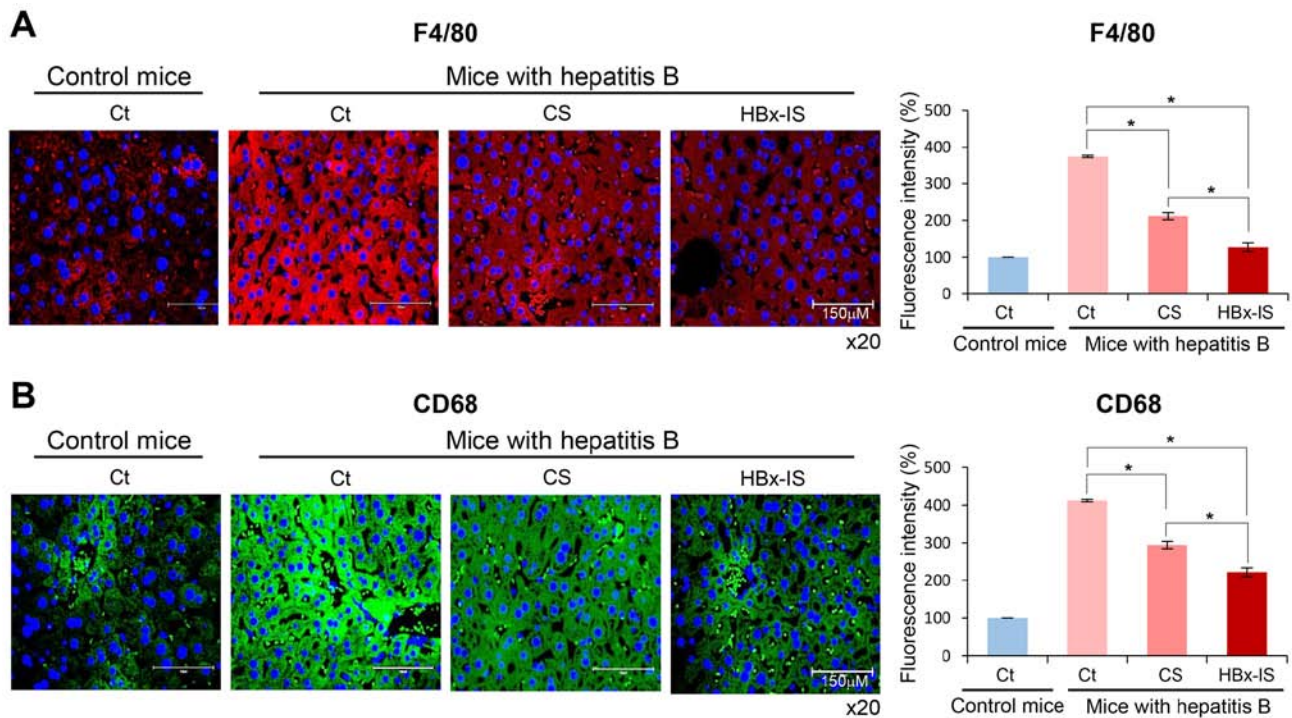 A
F4/80
Control mice
Mice with hepatitis B
Ct
Ct
CS
HBx-IS
150μM
x20
F4/80
Fluorescence intensity (%)
500
400
300
200
100
0
*
*
*
Ct
Ct
CS
HBx-IS
Control mice
Mice with hepatitis B
B
CD68
Control mice
Mice with hepatitis B
Ct
Ct
CS
HBx-IS
150μM
x20
CD68
Fluorescence intensity (%)
500
400
300
200
100
0
*
*
*
Ct
Ct
CS
HBx-IS
Control mice
Mice with hepatitis B